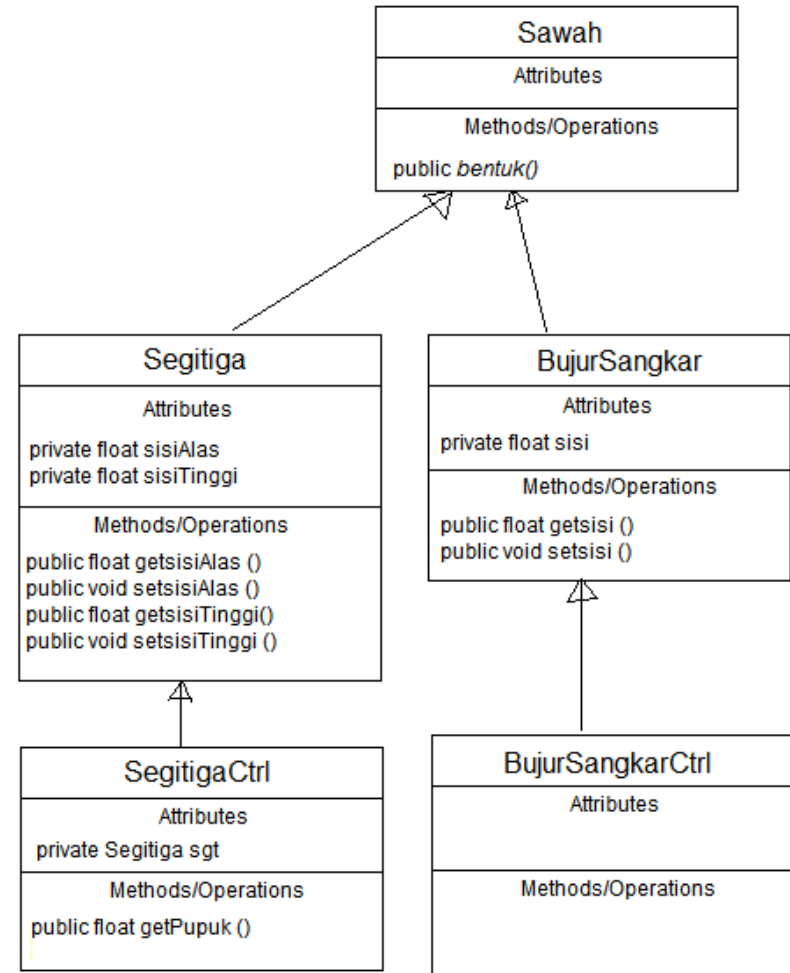 Sawah
Attributes
Methods/Operations
public bentuk()
Segitiga
Attributes
private float sisiAlas
private float sisiTinggi
Methods/Operations
public float getsisiAlas ()
public void setsisiAlas ()
public float getsisiTinggi()
public void setsisiTinggi ()
BujurSangkar
Attributes
private float sisi
Methods/Operations
public float getsisi ()
public void setsisi ()
SegitigaCtrl
Attributes
private Segitiga sgt
Methods/Operations
public float getPupuk ()
BujurSangkarCtrl
Attributes
Methods/Operations